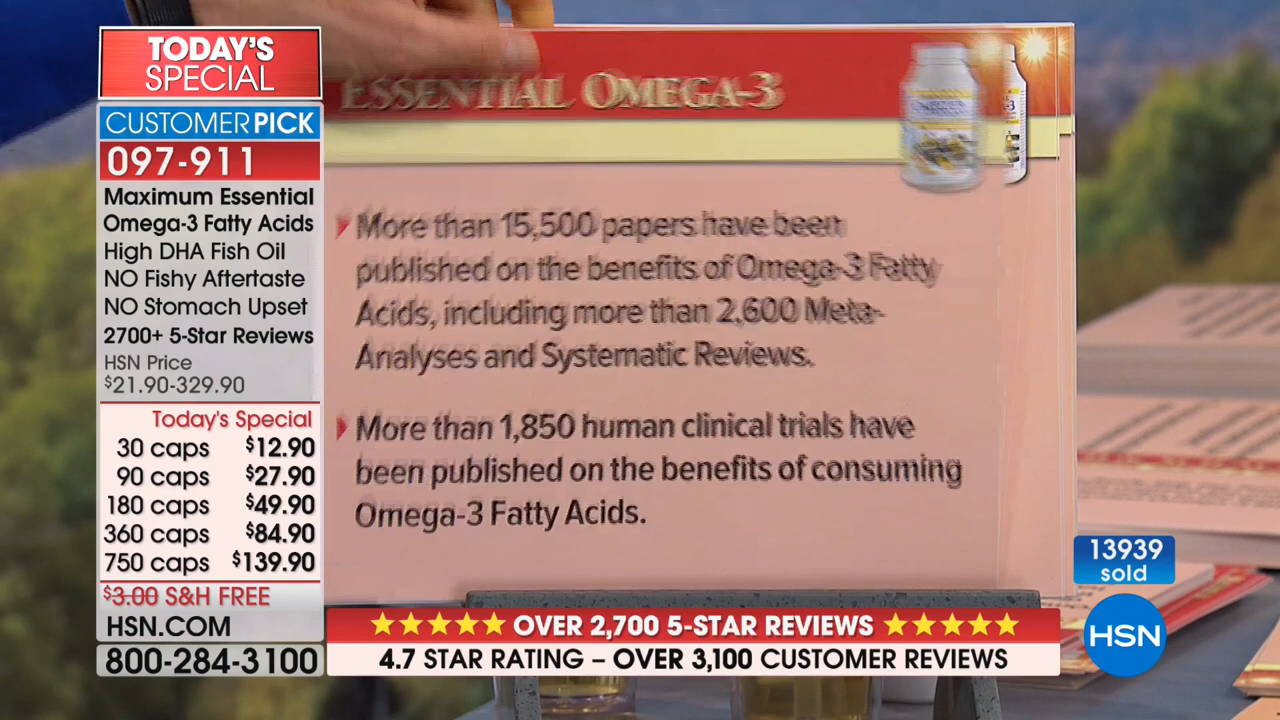 TODAY'S
SPECIAL
CUSTOMER PICK
097-911
Maximum Essential
Omega-3 Fatty Acids
High DHA Fish Oil
NO Fishy Aftertaste
NO Stomach Upset
2700+ 5-Star Reviews
HSN Price
$21.90-329.90
Today's Special
30 caps $12.90
90 caps $27.90
180 caps $49.90
360 caps $84.90
750 caps $139.90
$3.00 S&H FREE
HSN.COM
800-284-3100
ESSENTIAL OMEGA-3
More than 15,500 papers have been
published on the benefits of Omega-3 Fatty
Acids, including more than 2,600 Meta-
Analyses and Systematic Reviews.
More than 1,850 human clinical trials have
been published on the benefits of consuming
Omega-3 Fatty Acids.
13939
sold
HSN
OVER 2,700 5-STAR REVIEWS
4.7 STAR RATING – OVER 3,100 CUSTOMER REVIEWS